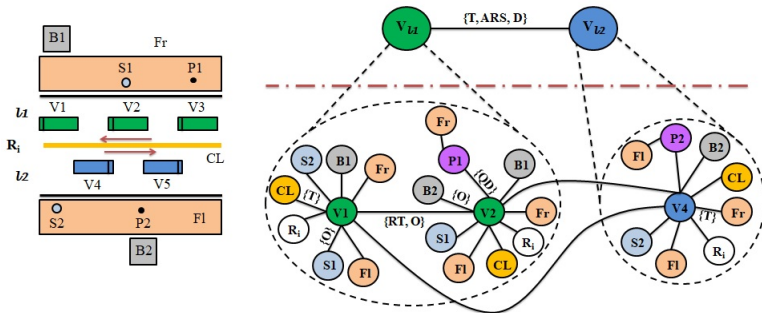 B1
Fr
S1
P1
l1
V1
V2
V3
Ri
CL
l2
V4
V5
S2
P2
Fl
B2
Vl1
{T, ARS, D}
Vl2
Fr
P1
S2
B1
Fr
CL
{T}
V1
Ri
{O}
S1
Fl
{RT, O}
B2
{O}
{QD}
B1
V2
Fr
S1
Ri
Fl
CL
P2
Fl
B2
CL
V4
{T}
Fr
S2
Ri
Fl